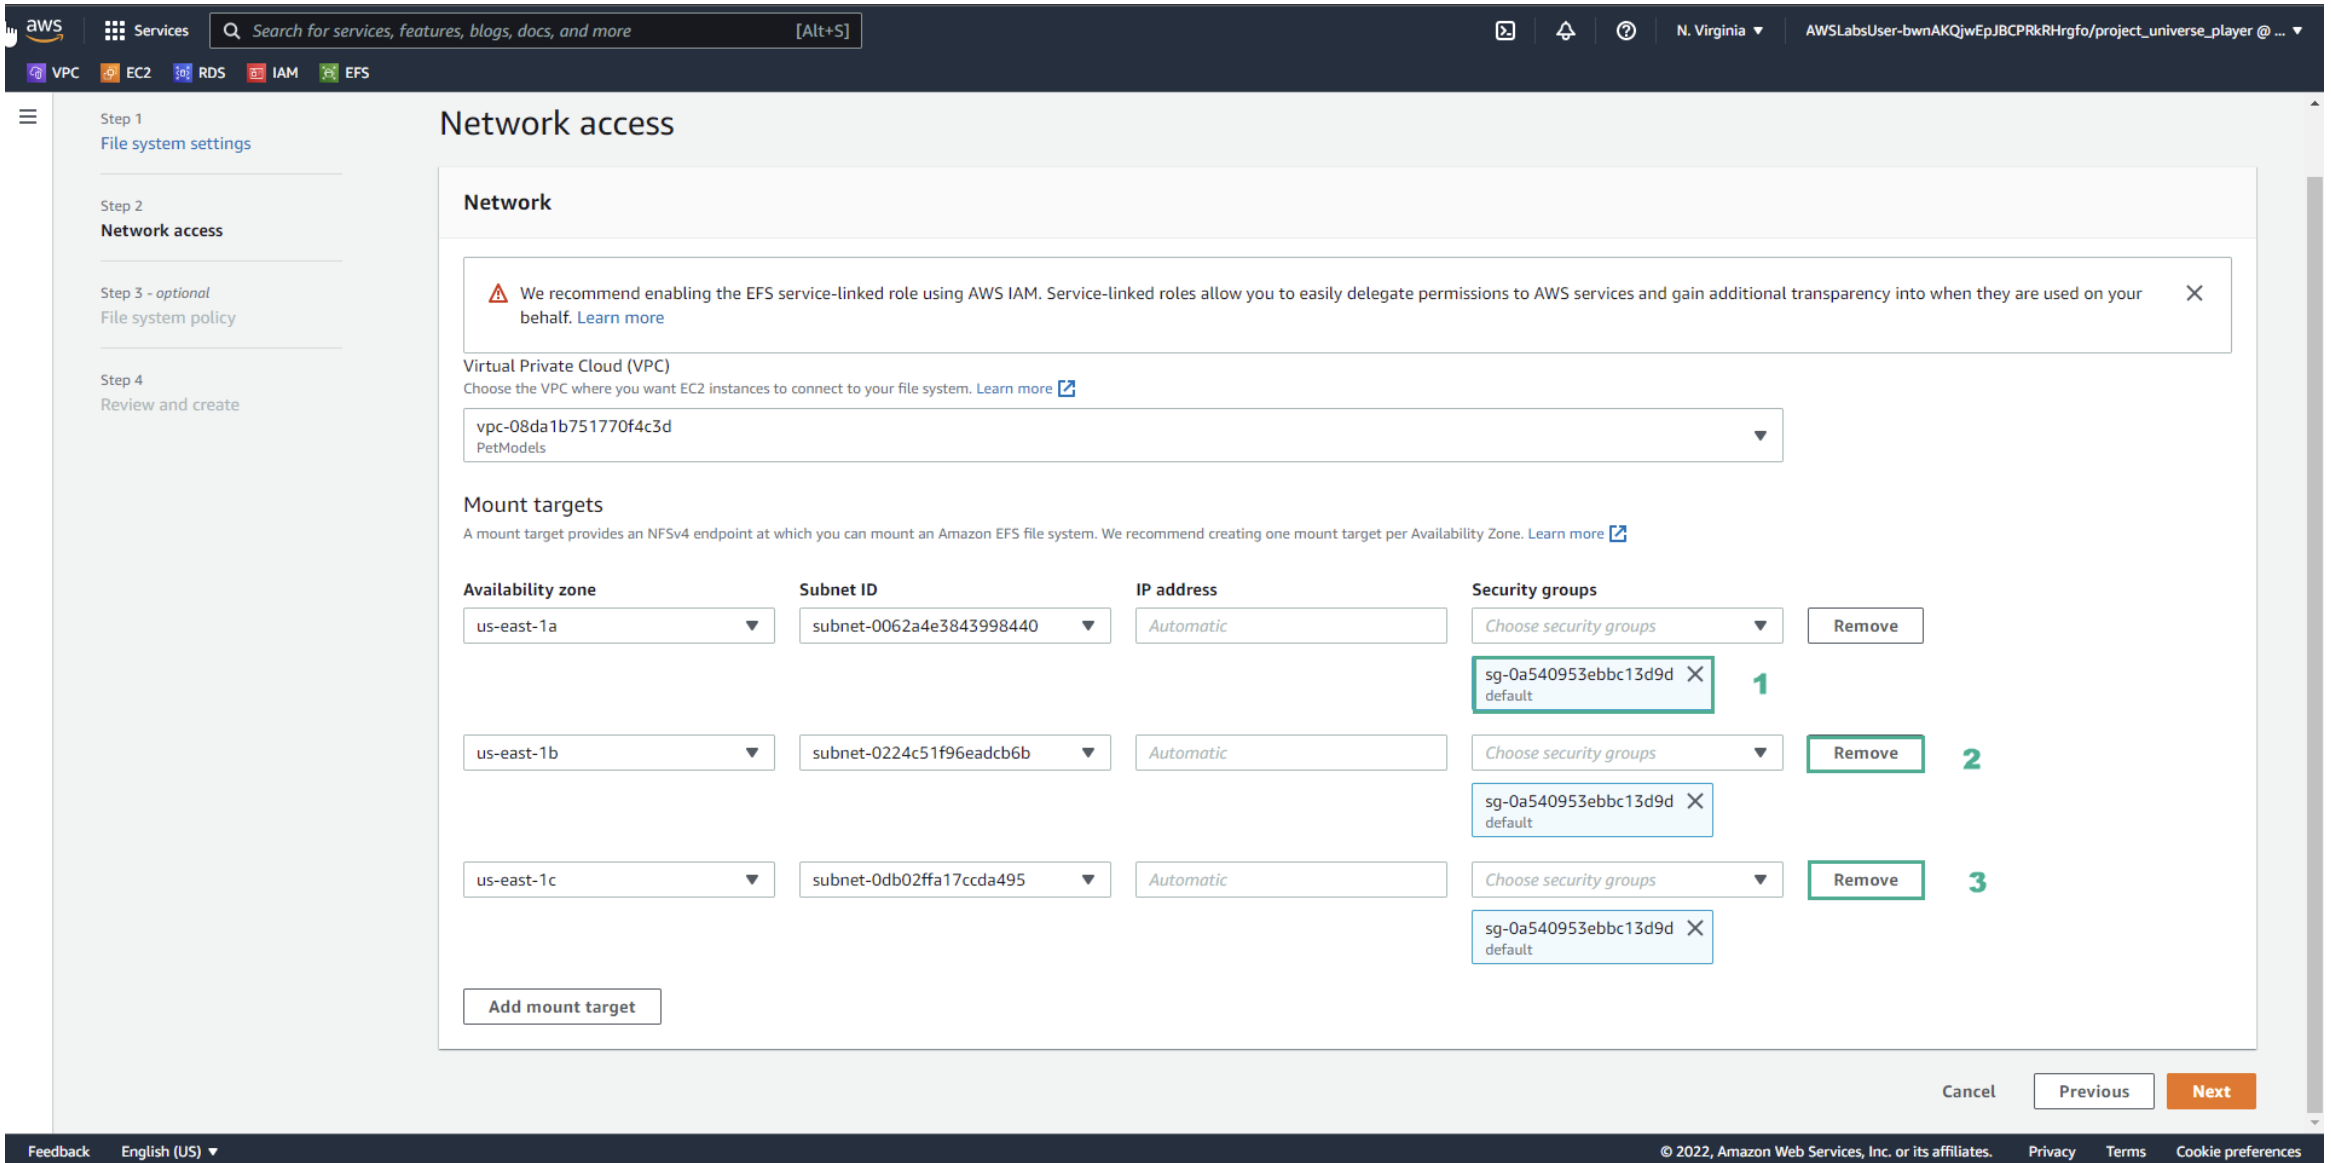 aws
Services
Search for services, features, blogs, docs, and more
[Alt+S]
N. Virginia ▼
AWSLabsUser-bwnAKQjwEpJBCPRkRHrgfo/project_universe_player @ ... ▼
VPC
EC2
RDS
IAM
EFS
Step 1
File system settings
Step 2
Network access
Step 3 - optional
File system policy
Step 4
Review and create
Network access
Network
We recommend enabling the EFS service-linked role using AWS IAM. Service-linked roles allow you to easily delegate permissions to AWS services and gain additional transparency into when they are used on your
behalf. Learn more
Virtual Private Cloud (VPC)
Choose the VPC where you want EC2 instances to connect to your file system. Learn more
vpc-08da1b751770f4c3d
PetModels
Mount targets
A mount target provides an NFSv4 endpoint at which you can mount an Amazon EFS file system. We recommend creating one mount target per Availability Zone. Learn more
Availability zone
Subnet ID
IP address
Security groups
us-east-1a
subnet-0062a4e3843998440
Automatic
Choose security groups
Remove
sg-0a540953ebbc13d9d
default
1
us-east-1b
subnet-0224c51f96eadcb6b
Automatic
Choose security groups
Remove
2
sg-0a540953ebbc13d9d
default
us-east-1c
subnet-0db02ffa17ccda495
Automatic
Choose security groups
Remove
3
sg-0a540953ebbc13d9d
default
Add mount target
Cancel
Previous
Next
Feedback
English (US) ▼
© 2022, Amazon Web Services, Inc. or its affiliates.
Privacy
Terms
Cookie preferences